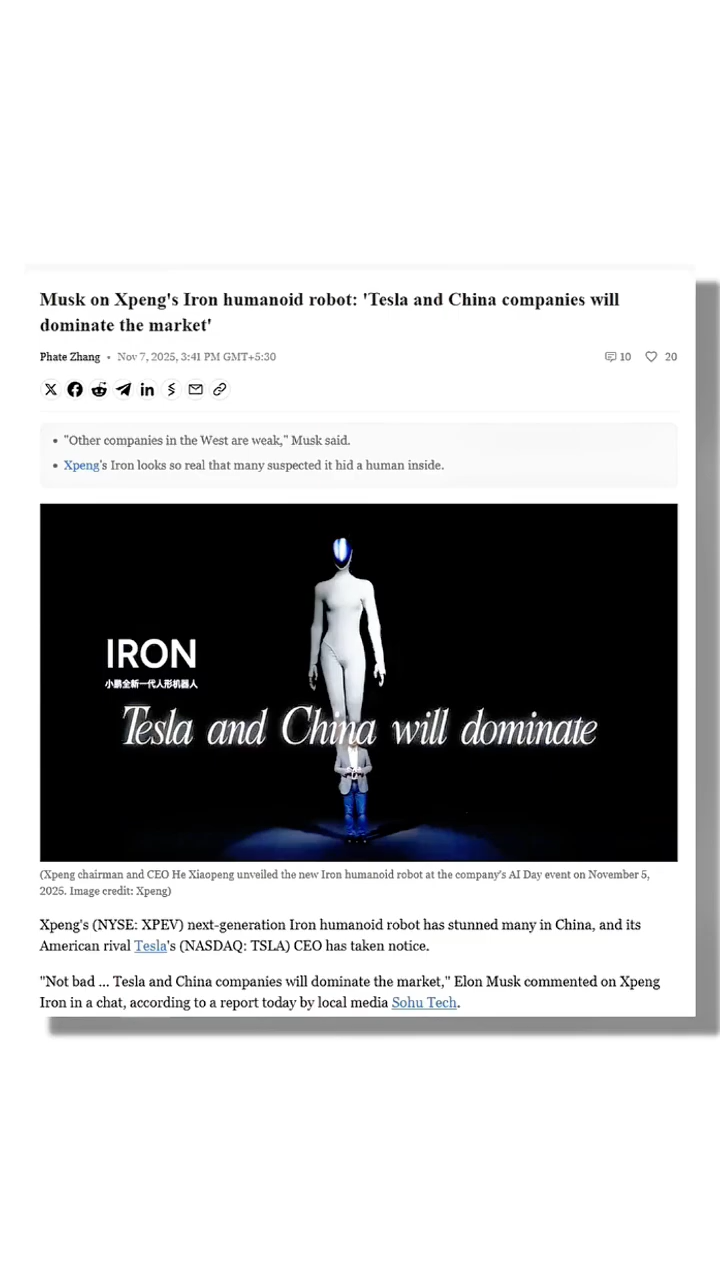 Musk on Xpeng's Iron humanoid robot: 'Tesla and China companies will
dominate the market'
Phate Zhang • Nov 7, 2025, 3:41 PM GMT+5:30
10
20
• "Other companies in the West are weak," Musk said.
• Xpeng's Iron looks so real that many suspected it hid a human inside.
IRON
小鹏全新一代人形机器人
Tesla and China will dominate
(Xpeng chairman and CEO He Xiaopeng unveiled the new Iron humanoid robot at the company's AI Day event on November 5,
2025. Image credit: Xpeng)
Xpeng's (NYSE: XPEV) next-generation Iron humanoid robot has stunned many in China, and its
American rival Tesla's (NASDAQ: TSLA) CEO has taken notice.
"Not bad ... Tesla and China companies will dominate the market," Elon Musk commented on Xpeng
Iron in a chat, according to a report today by local media Sohu Tech.